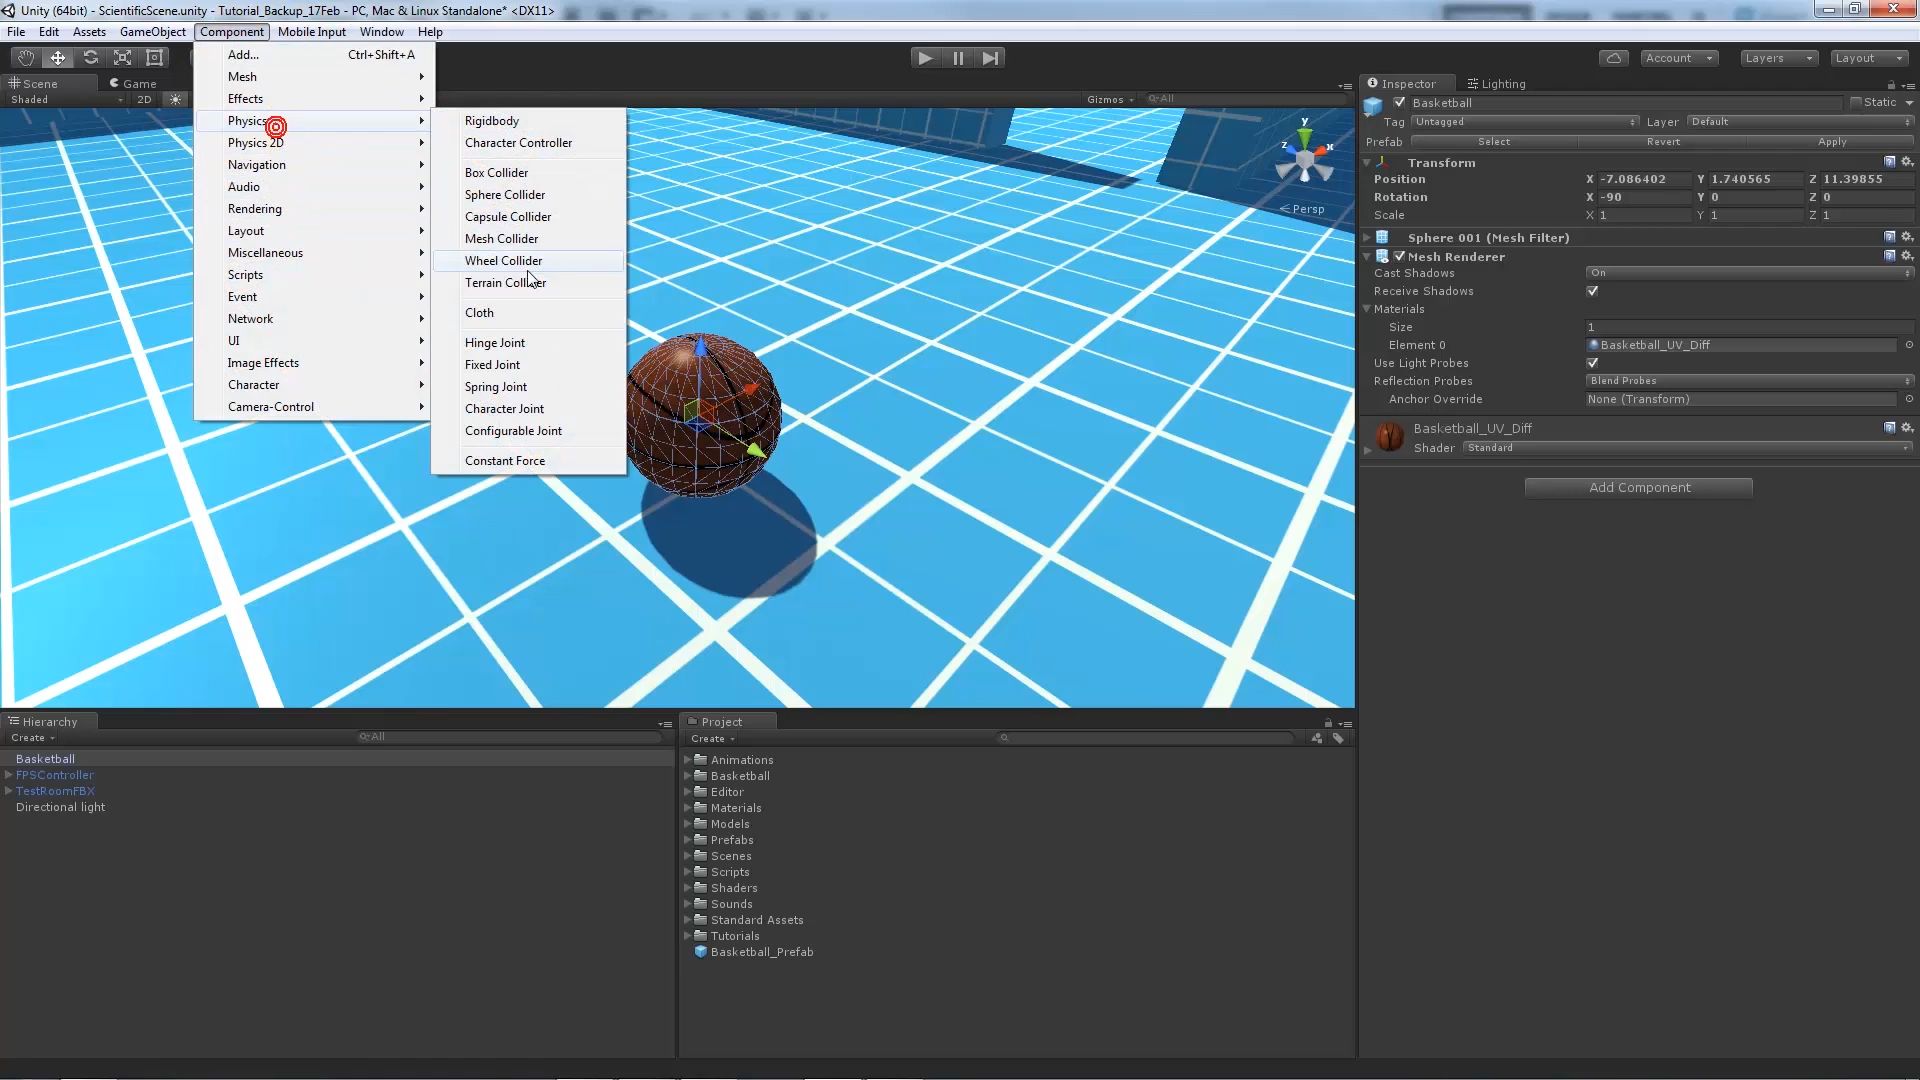 Unity (64bit) - ScientificScene.unity - Tutorial_Backup_17Feb - PC, Mac & Linux Standalone* <DX11>
File Edit Assets GameObject Component Mobile Input Window Help
Account Layers Layout
Scene Game
Shaded 2D Gizmos All
Add... Ctrl+Shift+A
Mesh
Effects
Physics
Physics 2D
Navigation
Audio
Rendering
Layout
Miscellaneous
Scripts
Event
Network
UI
Image Effects
Character
Camera-Control
Rigidbody
Character Controller
Box Collider
Sphere Collider
Capsule Collider
Mesh Collider
Wheel Collider
Terrain Collider
Cloth
Hinge Joint
Fixed Joint
Spring Joint
Character Joint
Configurable Joint
Constant Force
y
z x
Persp
Inspector Lighting
Basketball Static
Tag Untagged Layer Default
Prefab Select Revert Apply
Transform
Position X -7.086402 Y 1.740565 Z 11.39855
Rotation X -90 Y 0 Z 0
Scale X 1 Y 1 Z 1
Sphere 001 (Mesh Filter)
Mesh Renderer
Cast Shadows On
Receive Shadows
Materials
Size 1
Element 0 Basketball_UV_Diff
Use Light Probes
Reflection Probes Blend Probes
Anchor Override None (Transform)
Basketball_UV_Diff
Shader Standard
Add Component
Hierarchy
Create All
Basketball
FPSController
TestRoomFBX
Directional light
Project
Create
Animations
Basketball
Editor
Materials
Models
Prefabs
Scenes
Scripts
Shaders
Sounds
Standard Assets
Tutorials
Basketball_Prefab